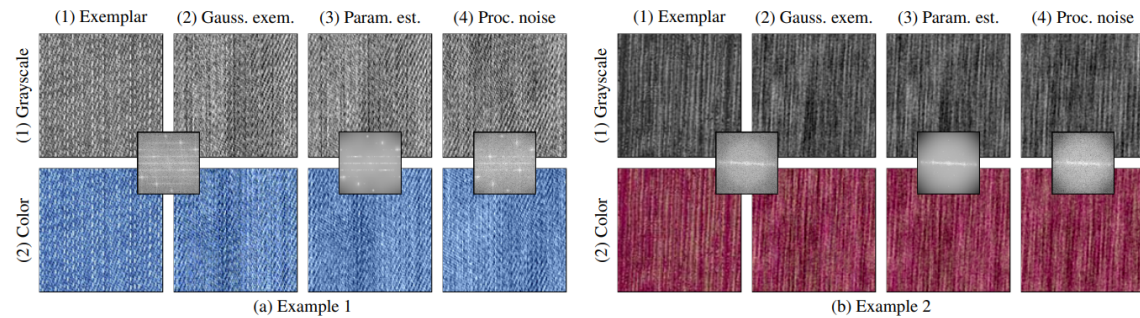 (1) Exemplar (2) Gauss. exem. (3) Param. est. (4) Proc. noise
(1) Grayscale
(2) Color
(a) Example 1
(1) Exemplar (2) Gauss. exem. (3) Param. est. (4) Proc. noise
(1) Grayscale
(2) Color
(b) Example 2